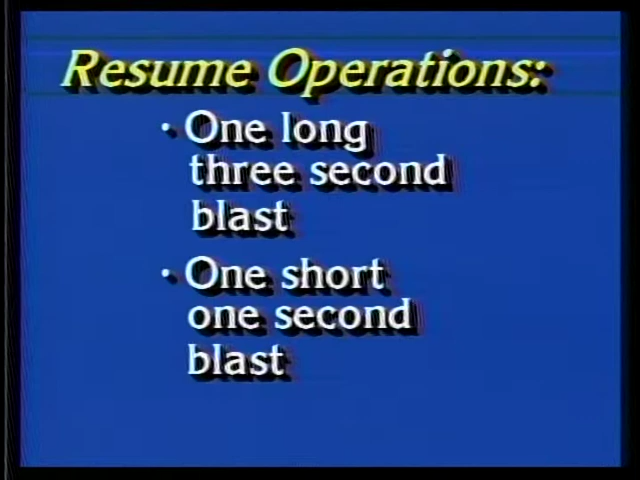 Resume Operations:
• One long
three second
blast
• One short
one second
blast